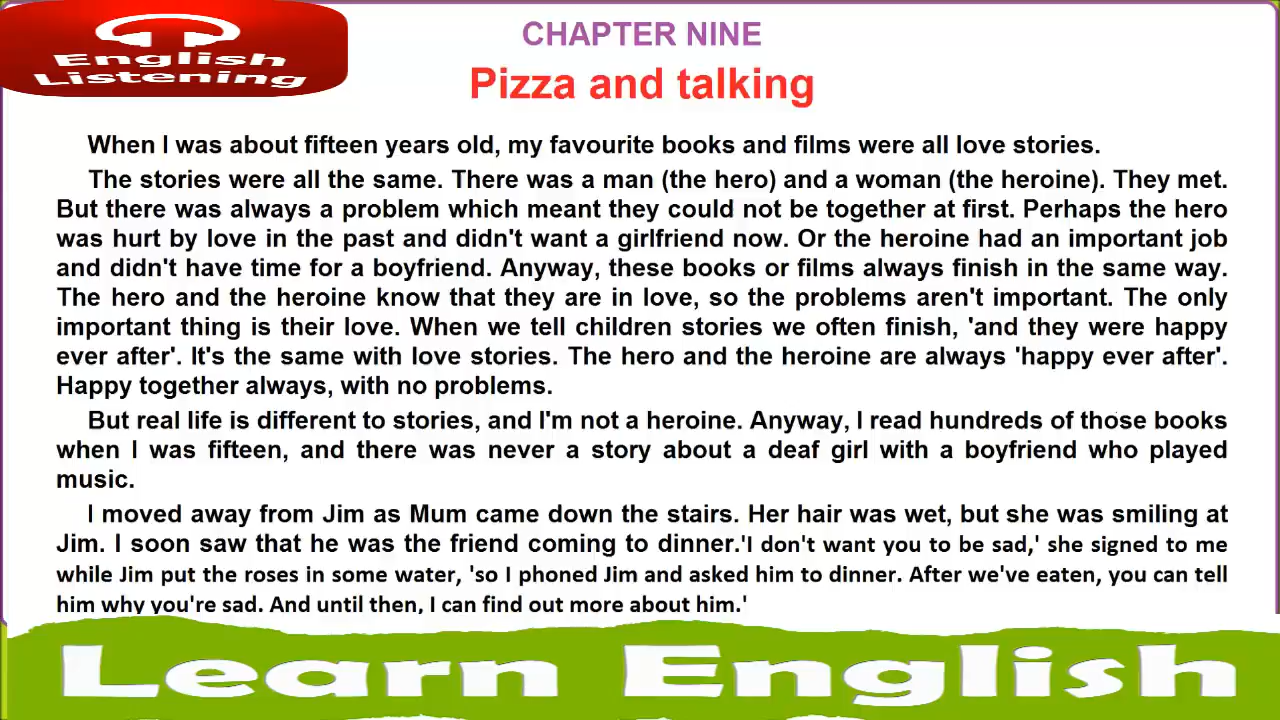 English
Listening
CHAPTER NINE
Pizza and talking
When I was about fifteen years old, my favourite books and films were all love stories.
The stories were all the same. There was a man (the hero) and a woman (the heroine). They met.
But there was always a problem which meant they could not be together at first. Perhaps the hero
was hurt by love in the past and didn't want a girlfriend now. Or the heroine had an important job
and didn't have time for a boyfriend. Anyway, these books or films always finish in the same way.
The hero and the heroine know that they are in love, so the problems aren't important. The only
important thing is their love. When we tell children stories we often finish, 'and they were happy
ever after'. It's the same with love stories. The hero and the heroine are always 'happy ever after'.
Happy together always, with no problems.
But real life is different to stories, and I'm not a heroine. Anyway, I read hundreds of those books
when I was fifteen, and there was never a story about a deaf girl with a boyfriend who played
music.
I moved away from Jim as Mum came down the stairs. Her hair was wet, but she was smiling at
Jim. I soon saw that he was the friend coming to dinner.'I don't want you to be sad,' she signed to me
while Jim put the roses in some water, 'so I phoned Jim and asked him to dinner. After we've eaten, you can tell
him why you're sad. And until then, I can find out more about him.'
Learn English